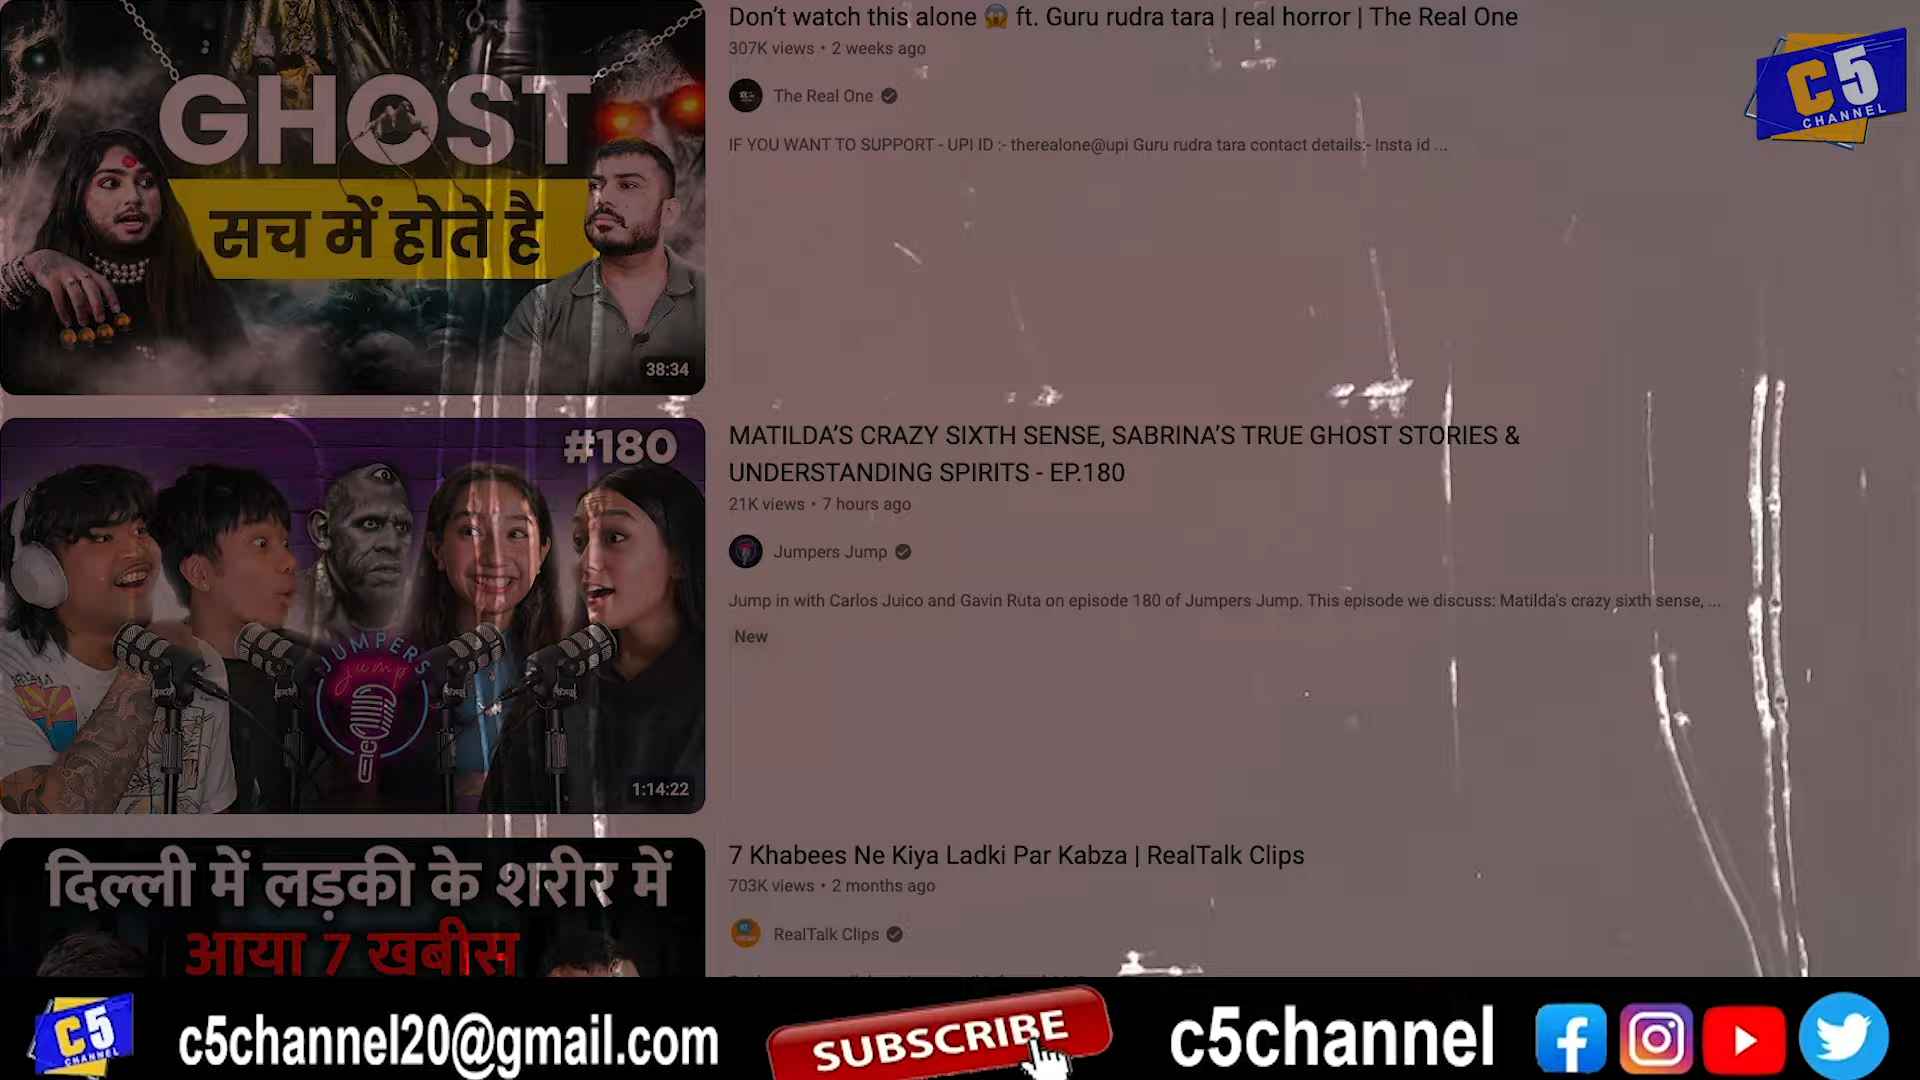 Don’t watch this alone 😱 ft. Guru rudra tara | real horror | The Real One
307K views • 2 weeks ago
The Real One
IF YOU WANT TO SUPPORT - UPI ID :- therealone@upi Guru rudra tara contact details:- Insta id ...
GHOST
सच में होते है
38:34
C5
CHANNEL
#180
JUMPERS
jump
1:14:22
MATILDA’S CRAZY SIXTH SENSE, SABRINA’S TRUE GHOST STORIES &
UNDERSTANDING SPIRITS - EP.180
21K views • 7 hours ago
Jumpers Jump
Jump in with Carlos Juico and Gavin Ruta on episode 180 of Jumpers Jump. This episode we discuss: Matilda's crazy sixth sense, ...
New
दिल्ली में लड़की के शरीर में
आया 7 खबीस
7 Khabees Ne Kiya Ladki Par Kabza | RealTalk Clips
703K views • 2 months ago
RealTalk Clips
C5
CHANNEL
c5channel20@gmail.com
SUBSCRIBE
c5channel